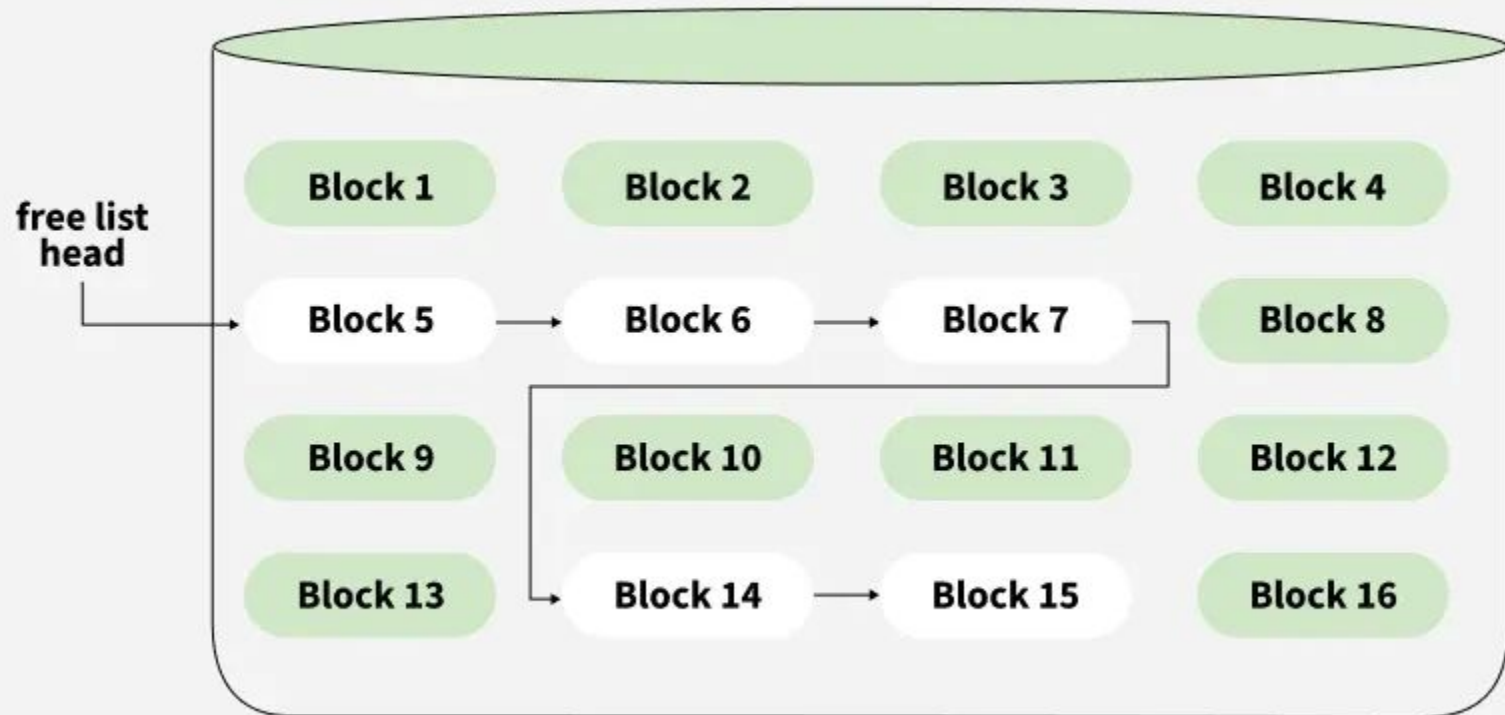 Block 1
Block 2
Block 3
Block 4
free list
head
Block 5
Block 6
Block 7
Block 8
Block 9
Block 10
Block 11
Block 12
Block 13
Block 14
Block 15
Block 16